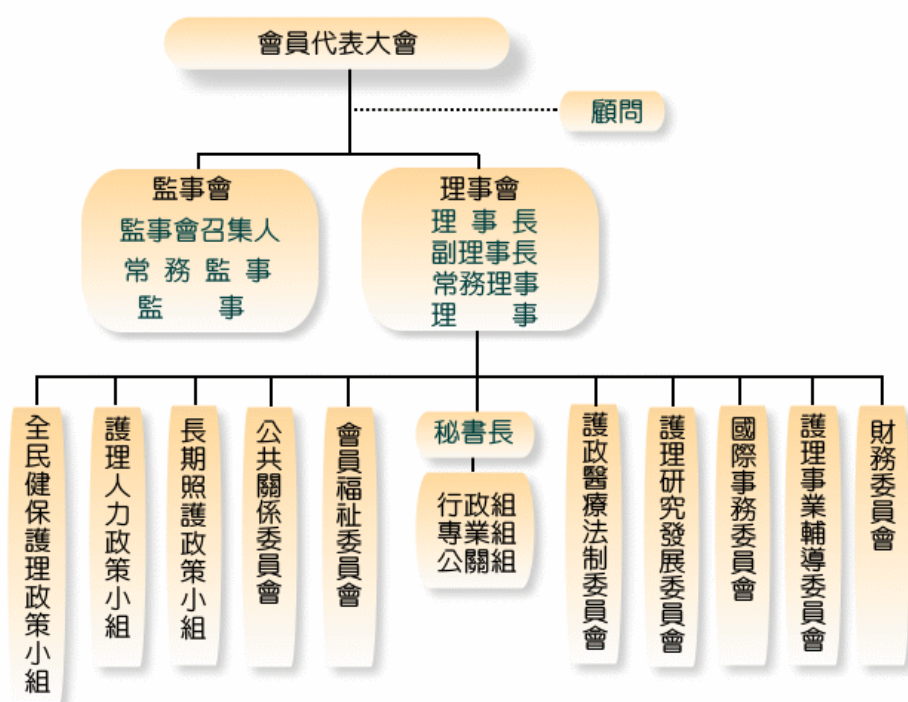 會員代表大會
顧問
監事會
監事會召集人
常 務 監 事
監 事
理事會
理 事 長
副理事長
常務理事
理 事
全民健保護理政策小組
護理人力政策小組
長期照護政策小組
公共關係委員會
會員福祉委員會
秘書長
行政組
專業組
公關組
護政醫療法制委員會
護理研究發展委員會
國際事務委員會
護理事業輔導委員會
財務委員會